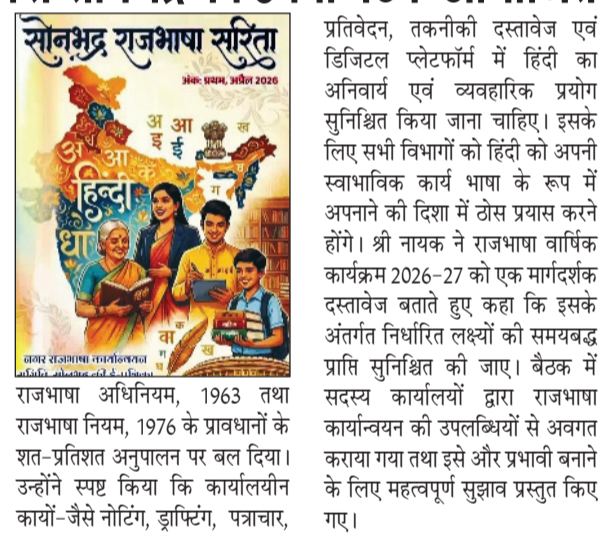 सोनभद्र राजभाषा सरिता
अंक: प्रथम, अप्रैल 2026
अ आ ख
इ ई
अ आ क
हिन्दी
ग
धो
क
ग ख
नगर राजभाषा कार्यान्वयन
राजभाषा अधिनियम, 1963 तथा
राजभाषा नियम, 1976 के प्रावधानों के
शत-प्रतिशत अनुपालन पर बल दिया।
उन्होंने स्पष्ट किया कि कार्यालयीन
कायों-जैसे नोटिंग, ड्राफ्टिंग, पत्राचार,
प्रतिवेदन, तकनीकी दस्तावेज एवं
डिजिटल प्लेटफॉर्म में हिंदी का
अनिवार्य एवं व्यवहारिक प्रयोग
सुनिश्चित किया जाना चाहिए। इसके
लिए सभी विभागों को हिंदी को अपनी
स्वाभाविक कार्य भाषा के रूप में
अपनाने की दिशा में ठोस प्रयास करने
होंगे। श्री नायक ने राजभाषा वार्षिक
कार्यक्रम 2026-27 को एक मार्गदर्शक
दस्तावेज बताते हुए कहा कि इसके
अंतर्गत निर्धारित लक्ष्यों की समयबद्ध
प्राप्ति सुनिश्चित की जाए। बैठक में
सदस्य कार्यालयों द्वारा राजभाषा
कार्यान्वयन की उपलब्धियों से अवगत
कराया गया तथा इसे और प्रभावी बनाने
के लिए महत्वपूर्ण सुझाव प्रस्तुत किए
गए।